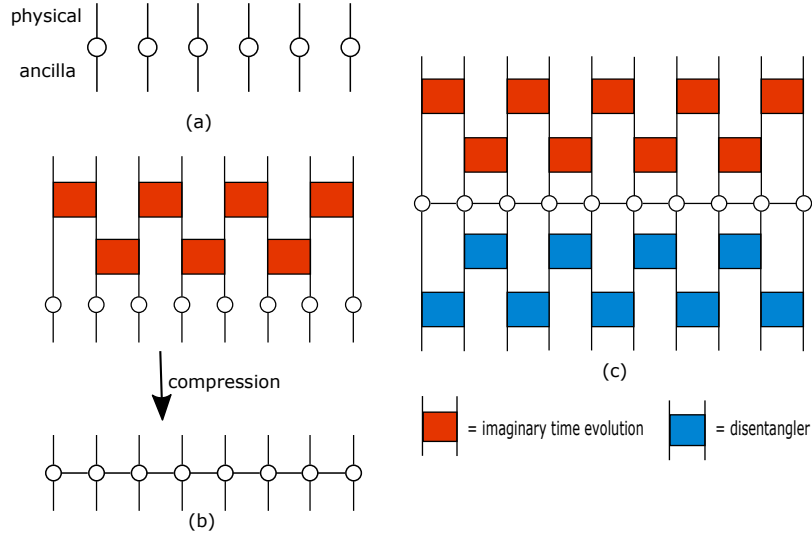 physical
ancilla
(a)
compression
(b)
(c)
= imaginary time evolution
= disentangler